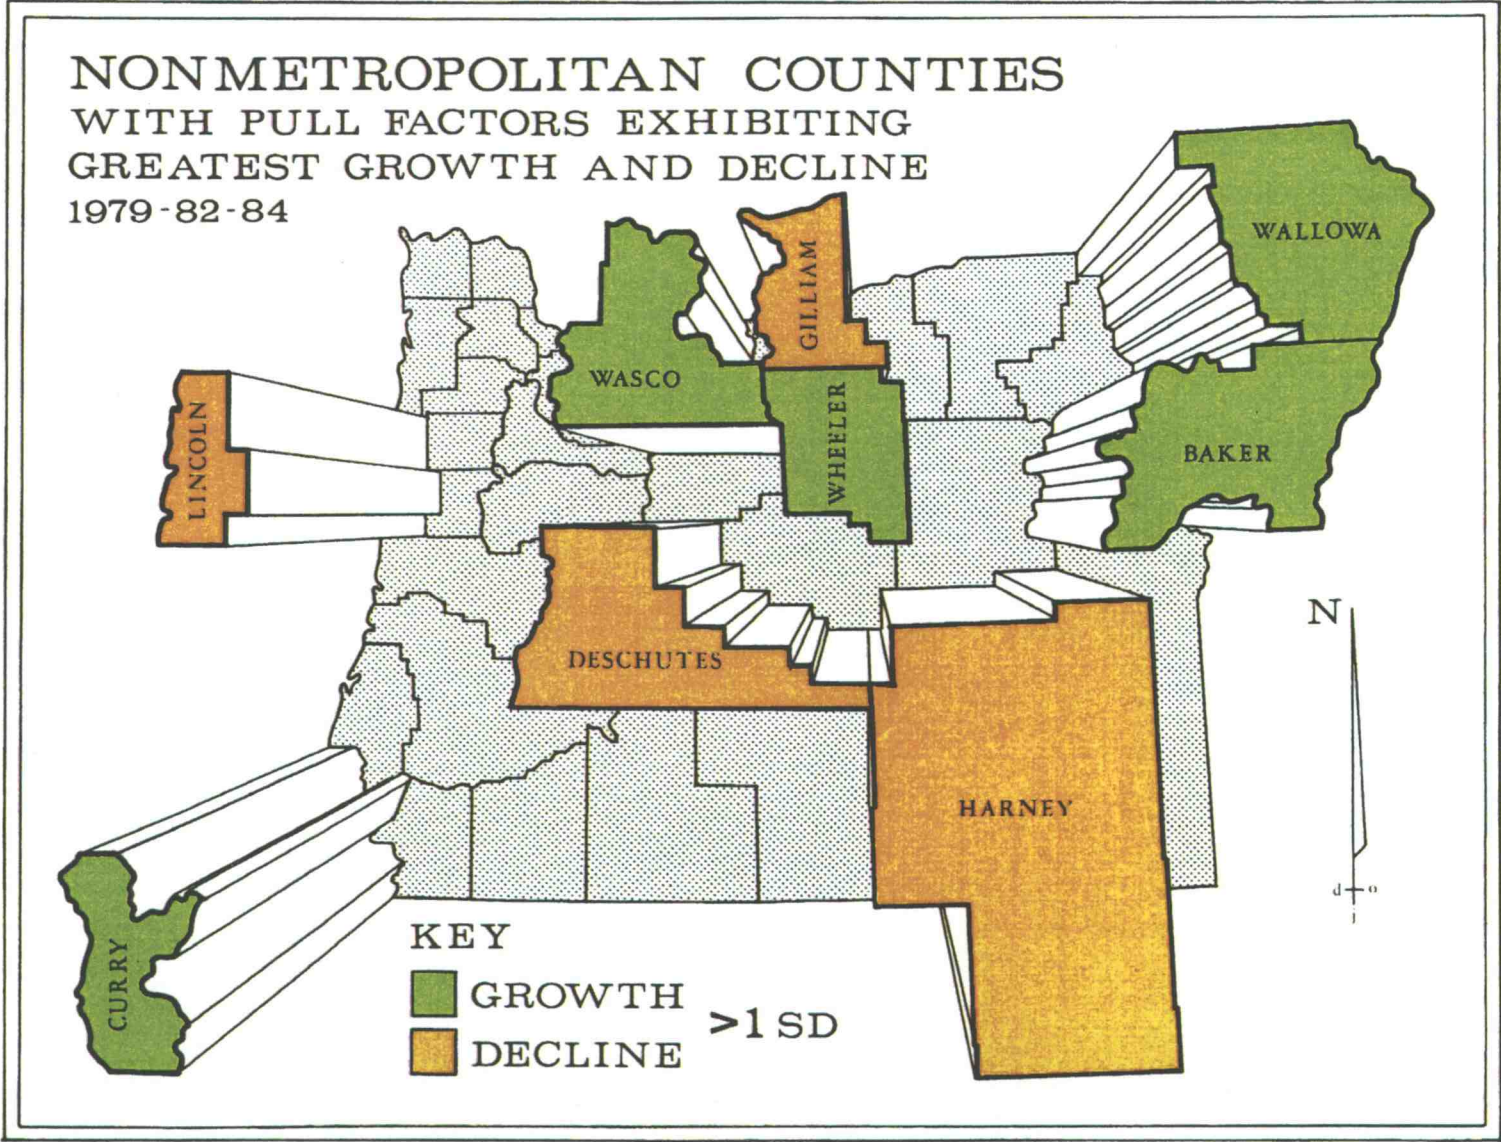 NONMETROPOLITAN COUNTIES
WITH PULL FACTORS EXHIBITING
GREATEST GROWTH AND DECLINE
1979-82-84
WALLOWA
GILLIAM
WASCO
WHEELER
LINCOLN
BAKER
N
DESCHUTES
HARNEY
d o
CURRY
KEY
GROWTH
>1 SD
DECLINE